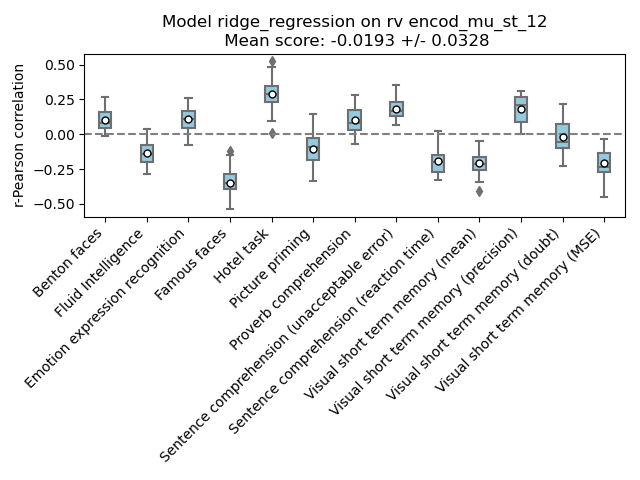 Model ridge_regression on rv encod_mu_st_12
Mean score: -0.0193 +/- 0.0328
r-Pearson correlation
0.50
0.25
0.00
−0.25
−0.50
Benton faces
Fluid Intelligence
Emotion expression recognition
Famous faces
Hotel task
Picture priming
Proverb comprehension
Sentence comprehension (unacceptable error)
Sentence comprehension (reaction time)
Visual short term memory (mean)
Visual short term memory (precision)
Visual short term memory (doubt)
Visual short term memory (MSE)